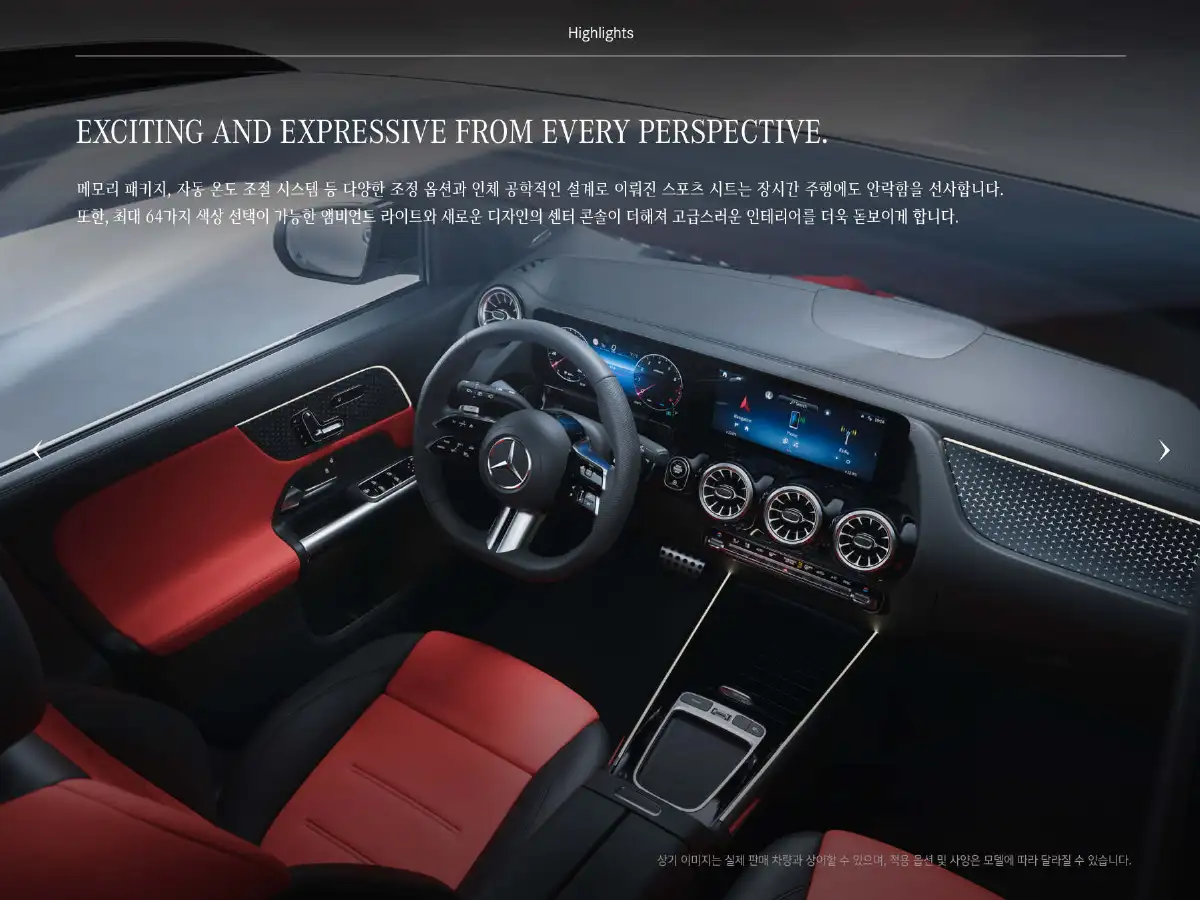 Highlights
EXCITING AND EXPRESSIVE FROM EVERY PERSPECTIVE.
메모리 패키지, 자동 온도 조절 시스템 등 다양한 조정 옵션과 인체 공학적인 설계로 이뤄진 스포츠 시트는 장시간 주행에도 안락함을 선사합니다.
또한, 최대 64가지 색상 선택이 가능한 앰비언트 라이트와 새로운 디자인의 센터 콘솔이 더해져 고급스러운 인테리어를 더욱 돋보이게 합니다.
상기 이미지는 실제 판매 차량과 상이할 수 있으며, 적용 옵션 및 사양은 모델에 따라 달라질 수 있습니다.